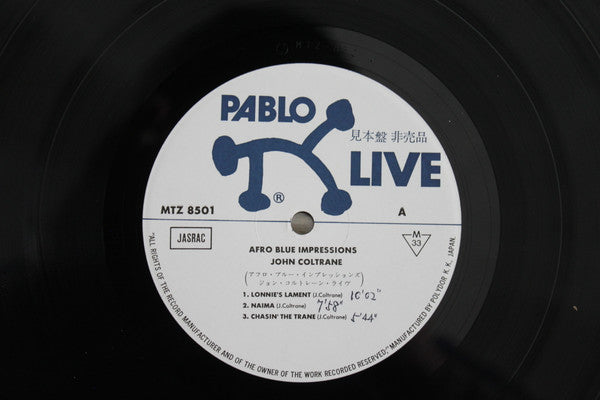 PABLO
見本盤 非売品
LIVE
®
MTZ 8501
A
JASRAC
M
33
AFRO BLUE IMPRESSIONS
JOHN COLTRANE
(アフロ・ブルー・インプレッションズ
ジョン・コルトレーン・ライヴ)
1. LONNIE'S LAMENT (J.Coltrane) 10'02"
2. NAIMA (J.Coltrane) 7'58"
3. CHASIN' THE TRANE (J.Coltrane) 5'44"
"ALL RIGHTS OF THE RECORD MANUFACTURER AND OF THE OWNER OF THE WORK RECORDED RESERVED," MANUFACTURED BY POLYDOR K. K. JAPAN